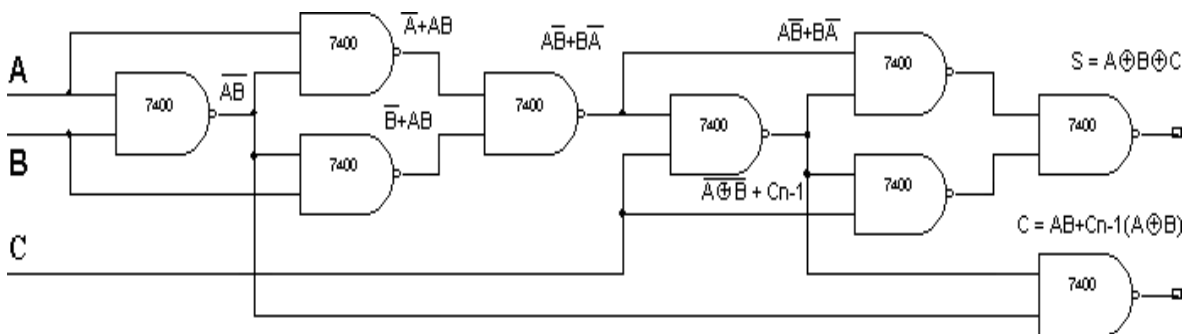 A̅+AB
AB̅+BA̅
AB̅+BA̅
S = A⊕B⊕C
7400
7400
A
7400
A̅B̅
7400
7400
7400
B̅+AB
B
7400
7400
A̅⊕̅B̅ + Cn-1
C
C = AB+Cn-1(A⊕B)
7400